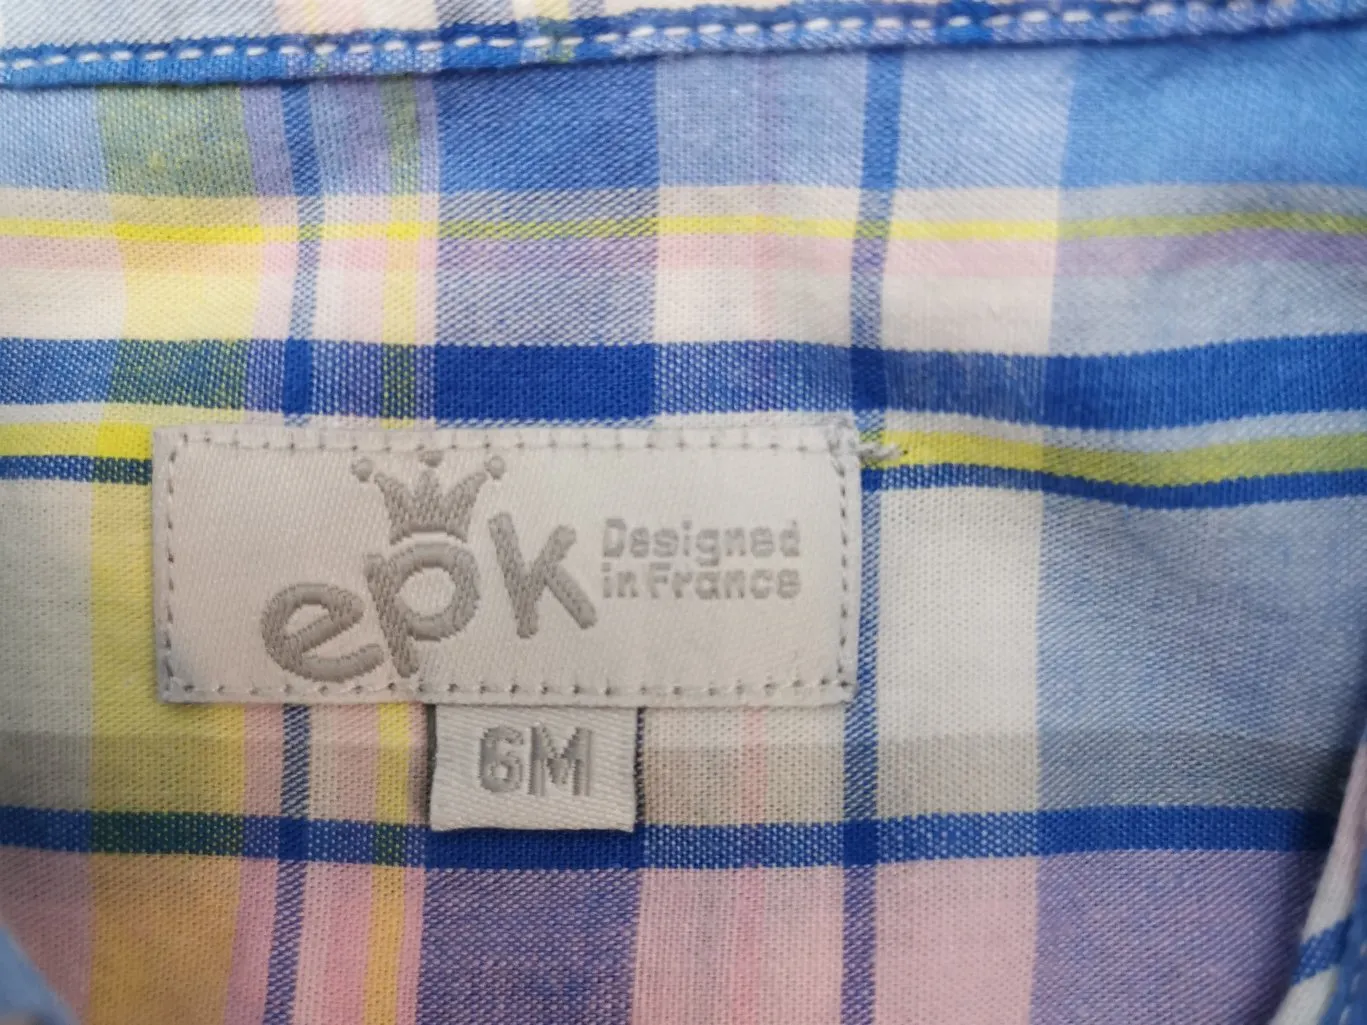 epk
Designed
in France
6M